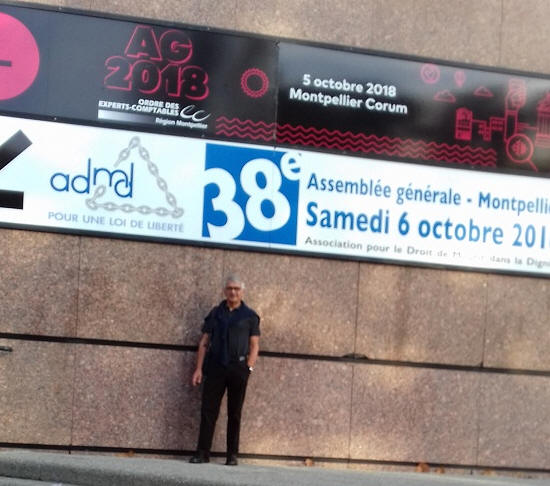 AG
2018
ORDRE DES
EXPERTS-COMPTABLES
Région Montpellier
5 octobre 2018
Montpellier Corum
admd
POUR UNE LOI DE LIBERTÉ
38e
Assemblée générale - Montpellie
Samedi 6 octobre 201
Association pour le Droit de dans la Dign